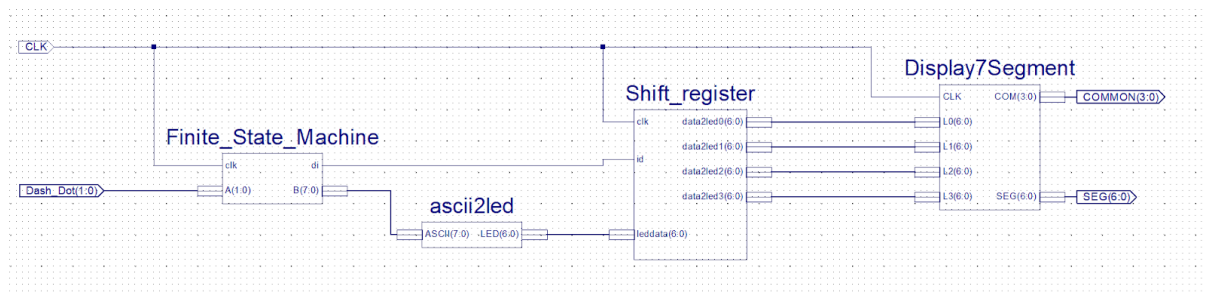 CLK
Display7Segment
Shift_register
CLK
COM(3:0)
COMMON(3:0)
Finite_State_Machine
clk
data2led0(6:0)
L0(6:0)
data2led1(6:0)
L1(6:0)
clk
di
id
data2led2(6:0)
L2(6:0)
Dash_Dot(1:0)
A(1:0)
B(7:0)
data2led3(6:0)
L3(6:0)
SEG(6:0)
SEG(6:0)
ascii2led
ASCII(7:0)
LED(6:0)
leddata(6:0)